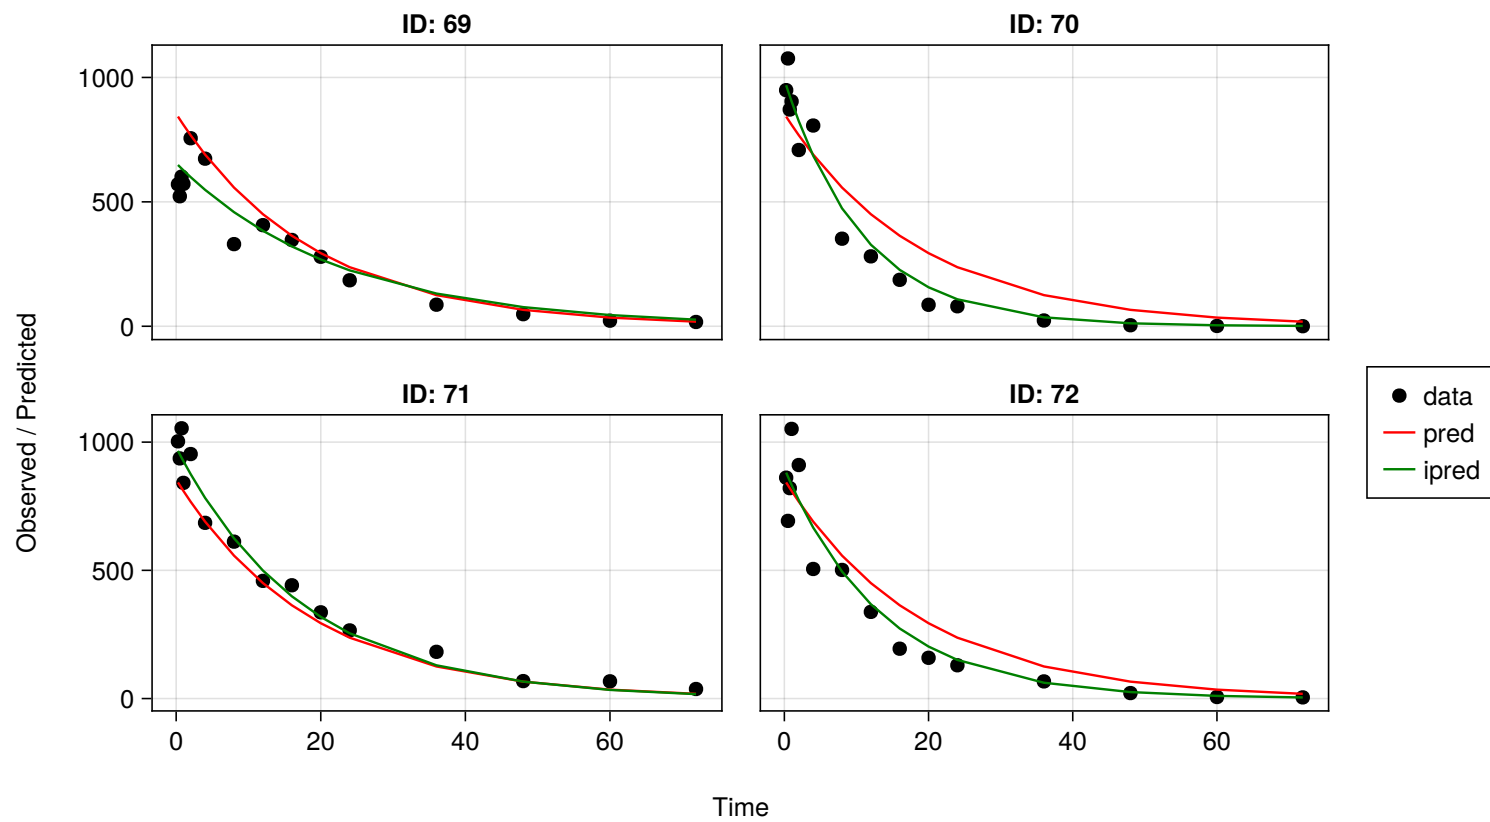 ID: 69
ID: 70
1000
500
0
ID: 71
ID: 72
1000
500
0
0 20 40 60
0 20 40 60
Observed / Predicted
Time
data
pred
ipred